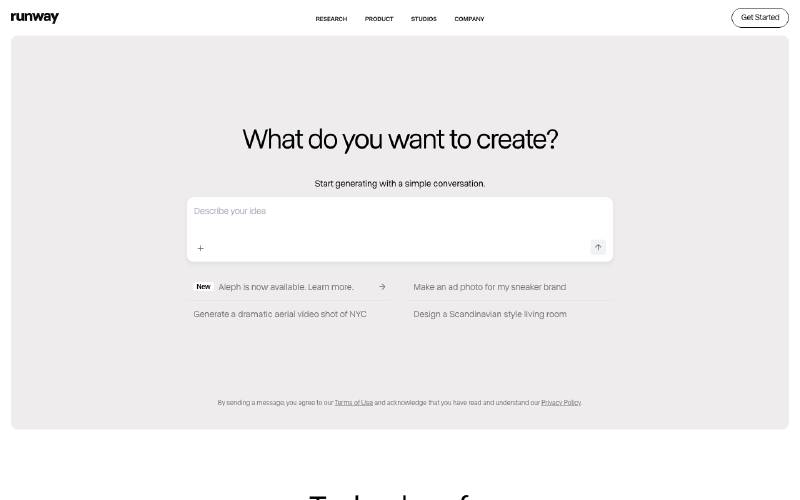 runway
RESEARCH PRODUCT STUDIOS COMPANY
Get Started
What do you want to create?
Start generating with a simple conversation.
Describe your idea
+
New Aleph is now available. Learn more.
Make an ad photo for my sneaker brand
Generate a dramatic aerial video shot of NYC
Design a Scandinavian style living room
By sending a message, you agree to our Terms of Use and acknowledge that you have read and understand our Privacy Policy.